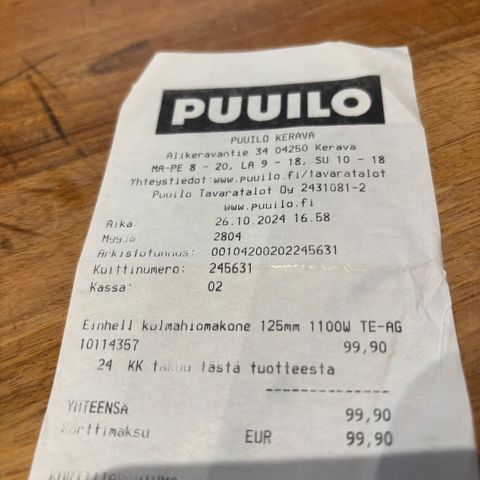 PUUILO
PUUILO KERAVA
Alikeravantie 34 04250 Kerava
MA-PE 8 - 20, LA 9 - 18, SU 10 - 18
Yhteystiedot:www.puuilo.fi/tavaratalot
Puuilo Tavaratalot Oy 2431081-2
www.puuilo.fi
Aika: 26.10.2024 16.58
Myyjä 2804
Arkistotunnus: 00104200202245631
Kuittinumero: 245631
Kassa: 02
Einhell kulmahiomakone 125mm 1100W TE-AG
10114357 99,90
24 KK takuu tästä tuotteesta
--------------
YHTEENSA 99,90
Korttimaksu EUR 99,90